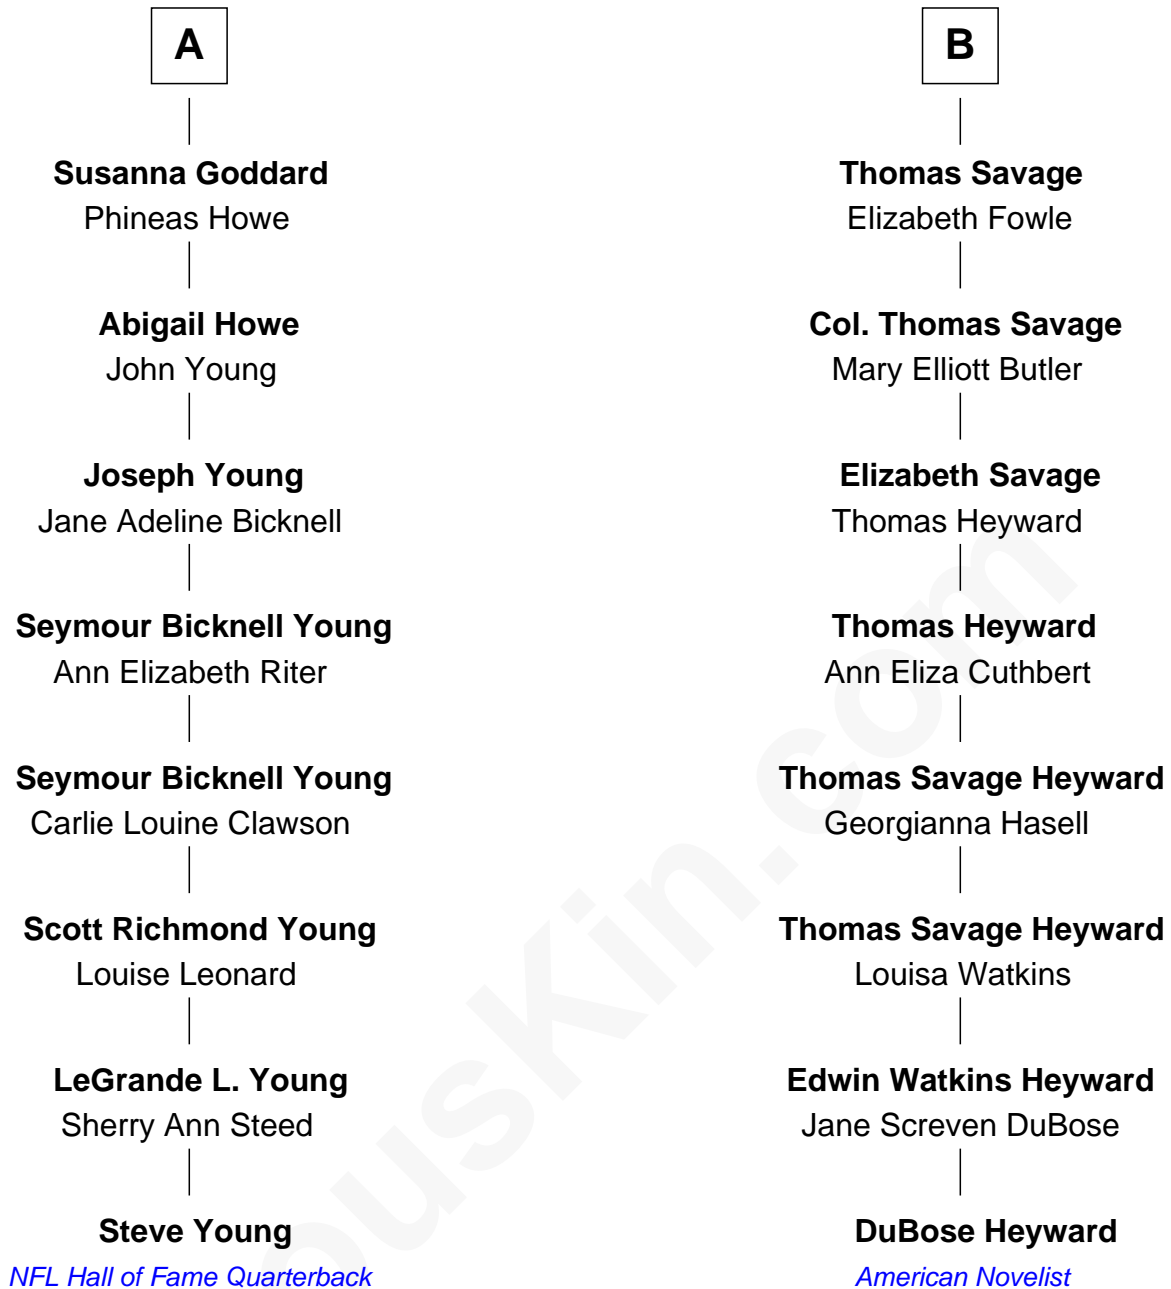 A
Susanna Goddard
Phineas Howe
Abigail Howe
John Young
Joseph Young
Jane Adeline Bicknell
Seymour Bicknell Young
Ann Elizabeth Riter
Seymour Bicknell Young
Carlie Louine Clawson
Scott Richmond Young
Louise Leonard
LeGrande L. Young
Sherry Ann Steed
Steve Young
NFL Hall of Fame Quarterback
B
Thomas Savage
Elizabeth Fowle
Col. Thomas Savage
Mary Elliott Butler
Elizabeth Savage
Thomas Heyward
Thomas Heyward
Ann Eliza Cuthbert
Thomas Savage Heyward
Georgianna Hasell
Thomas Savage Heyward
Louisa Watkins
Edwin Watkins Heyward
Jane Screven DuBose
DuBose Heyward
American Novelist
ousKin.com